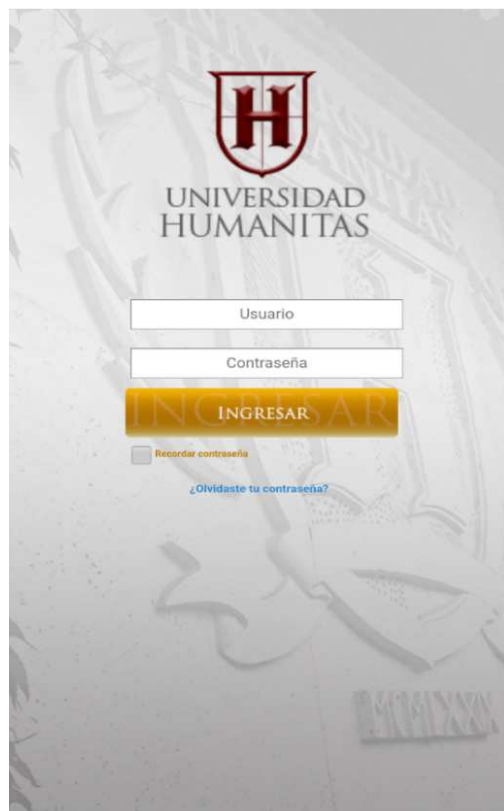 H
UNIVERSIDAD
HUMANITAS
Usuario
Contraseña
INGRESAR
Recordar contraseña
¿Olvidaste tu contraseña?